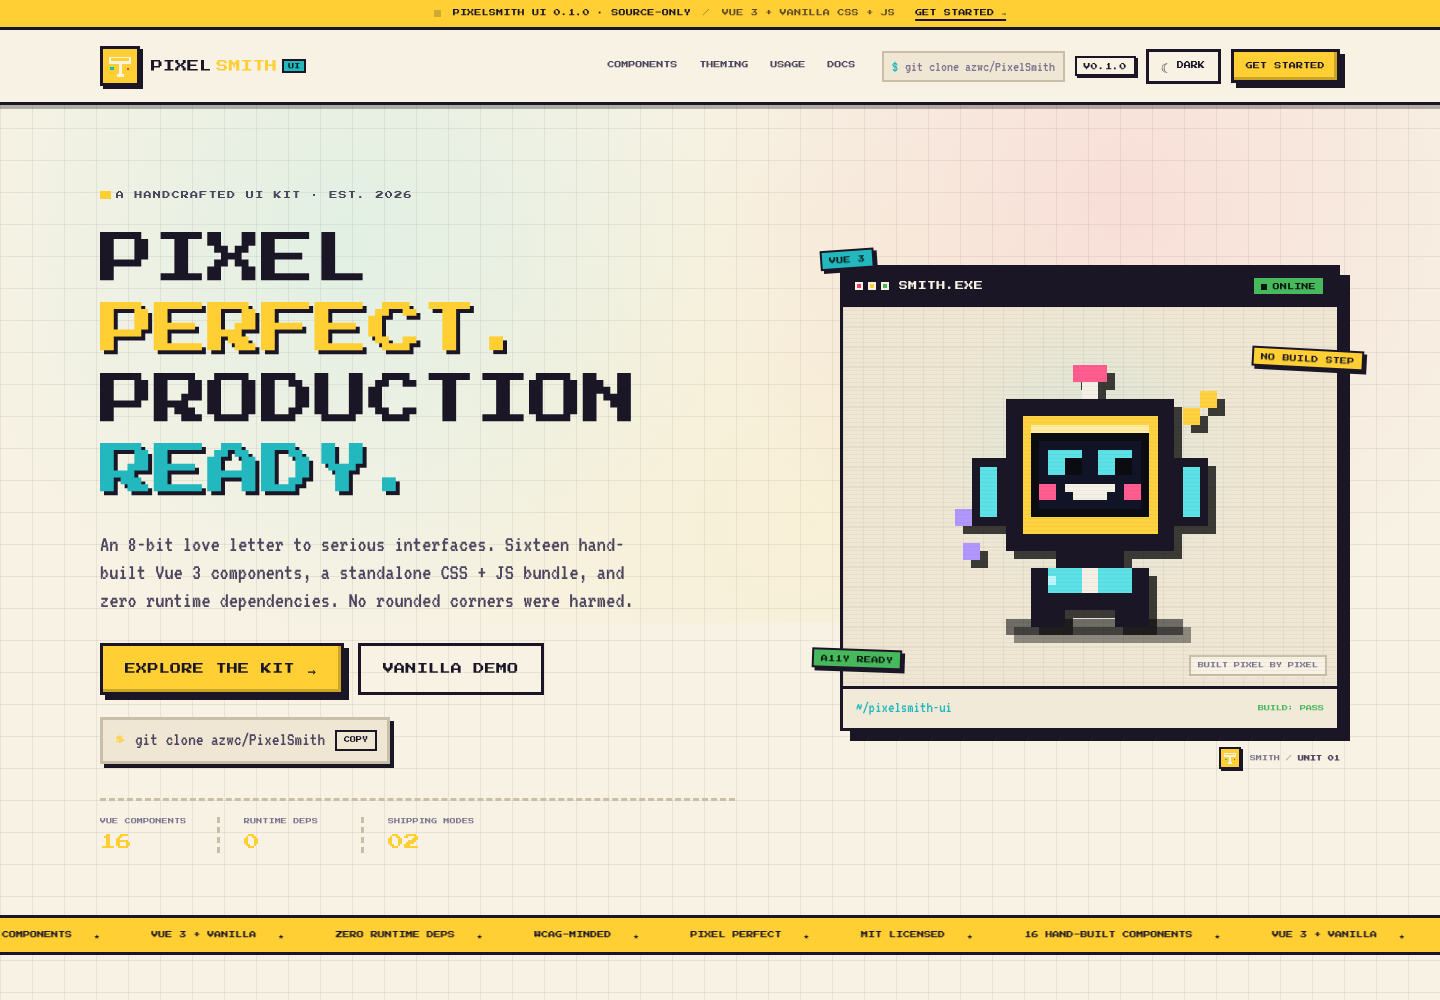 PIXELSMITH UI 0.1.0 · SOURCE-ONLY / VUE 3 + VANILLA CSS + JS GET STARTED →
PIXELSMITH UI
COMPONENTS THEMING USAGE DOCS
$ git clone azwc/PixelSmith
V0.1.0
☾ DARK
GET STARTED
A HANDCRAFTED UI KIT · EST. 2026
PIXEL
PERFECT.
PRODUCTION
READY.
An 8-bit love letter to serious interfaces. Sixteen hand-
built Vue 3 components, a standalone CSS + JS bundle, and
zero runtime dependencies. No rounded corners were harmed.
EXPLORE THE KIT →
VANILLA DEMO
$ git clone azwc/PixelSmith COPY
VUE COMPONENTS
16
RUNTIME DEPS
0
SHIPPING MODES
02
VUE 3
SMITH.EXE
ONLINE
NO BUILD STEP
A11Y READY
BUILT PIXEL BY PIXEL
~/pixelsmith-ui
BUILD: PASS
SMITH / UNIT 01
COMPONENTS ★ VUE 3 + VANILLA ★ ZERO RUNTIME DEPS ★ WCAG-MINDED ★ PIXEL PERFECT ★ MIT LICENSED ★ 16 HAND-BUILT COMPONENTS ★ VUE 3 + VANILLA ★